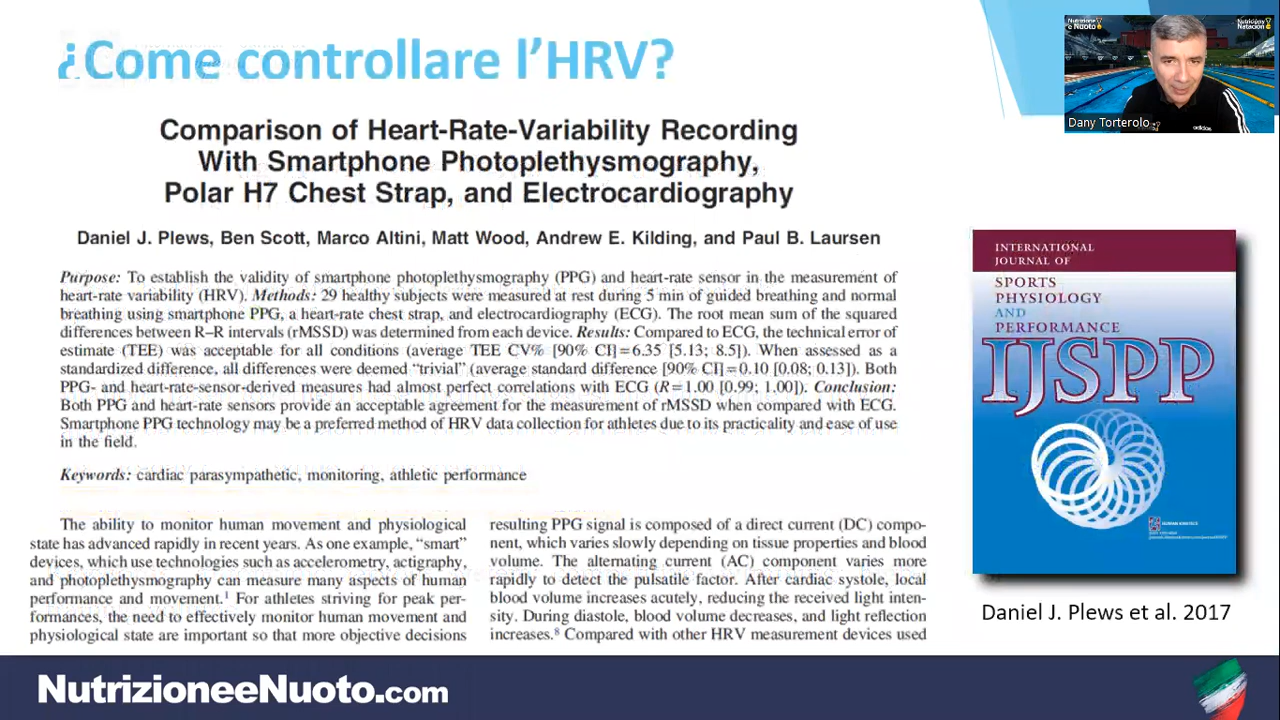 ¿Come controllare l’HRV?
Nutrizione
e Nuoto
Nutrición y
Natación
Dany Torterolo
Comparison of Heart-Rate-Variability Recording
With Smartphone Photoplethysmography,
Polar H7 Chest Strap, and Electrocardiography
Daniel J. Plews, Ben Scott, Marco Altini, Matt Wood, Andrew E. Kilding, and Paul B. Laursen
Purpose: To establish the validity of smartphone photoplethysmography (PPG) and heart-rate sensor in the measurement of
heart-rate variability (HRV). Methods: 29 healthy subjects were measured at rest during 5 min of guided breathing and normal
breathing using smartphone PPG, a heart-rate chest strap, and electrocardiography (ECG). The root mean sum of the squared
differences between R–R intervals (rMSSD) was determined from each device. Results: Compared to ECG, the technical error of
estimate (TEE) was acceptable for all conditions (average TEE CV% [90% CI] = 6.35 [5.13; 8.5]). When assessed as a
standardized difference, all differences were deemed “trivial” (average standard difference [90% CI] = 0.10 [0.08; 0.13]). Both
PPG- and heart-rate-sensor-derived measures had almost perfect correlations with ECG (R = 1.00 [0.99; 1.00]). Conclusion:
Both PPG and heart-rate sensors provide an acceptable agreement for the measurement of rMSSD when compared with ECG.
Smartphone PPG technology may be a preferred method of HRV data collection for athletes due to its practicality and ease of use
in the field.
Keywords: cardiac parasympathetic, monitoring, athletic performance
The ability to monitor human movement and physiological
state has advanced rapidly in recent years. As one example, “smart”
devices, which use technologies such as accelerometry, actigraphy,
and photoplethysmography can measure many aspects of human
performance and movement.1 For athletes striving for peak per-
formances, the need to effectively monitor human movement and
physiological state are important so that more objective decisions
resulting PPG signal is composed of a direct current (DC) compo-
nent, which varies slowly depending on tissue properties and blood
volume. The alternating current (AC) component varies more
rapidly to detect the pulsatile factor. After cardiac systole, local
blood volume increases acutely, reducing the received light inten-
sity. During diastole, blood volume decreases, and light reflection
increases.8 Compared with other HRV measurement devices used
INTERNATIONAL
JOURNAL OF
SPORTS
PHYSIOLOGY
AND
PERFORMANCE
IJSPP
HUMAN KINETICS
Daniel J. Plews et al. 2017
NutrizioneeNuoto.com
adidas